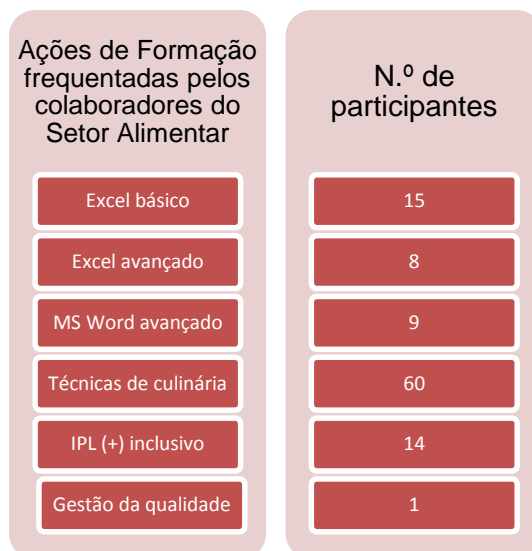 Ações de Formação
frequentadas pelos
colaboradores do
Setor Alimentar
N.º de
participantes
Excel básico
15
Excel avançado
8
MS Word avançado
9
Técnicas de culinária
60
IPL (+) inclusivo
14
Gestão da qualidade
1